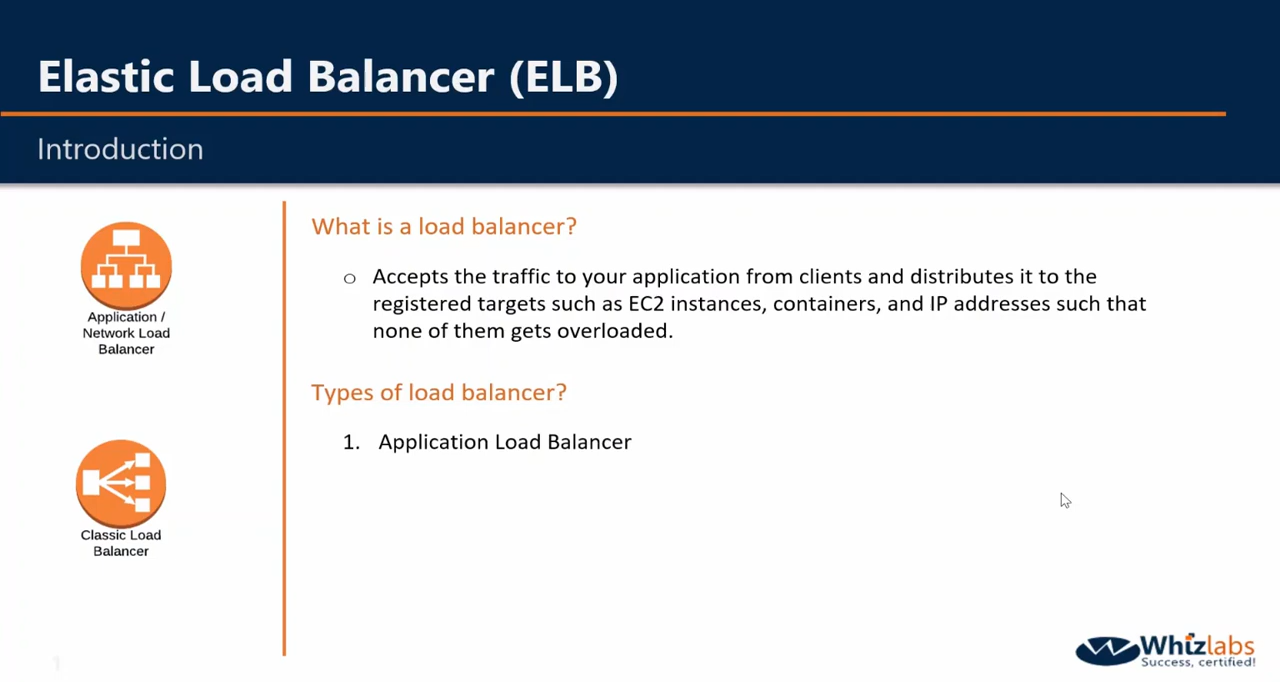 Elastic Load Balancer (ELB)
Introduction
Application /
Network Load
Balancer
Classic Load
Balancer
What is a load balancer?
o Accepts the traffic to your application from clients and distributes it to the
registered targets such as EC2 instances, containers, and IP addresses such that
none of them gets overloaded.
Types of load balancer?
1. Application Load Balancer
1
Whizlabs
Success, certified!